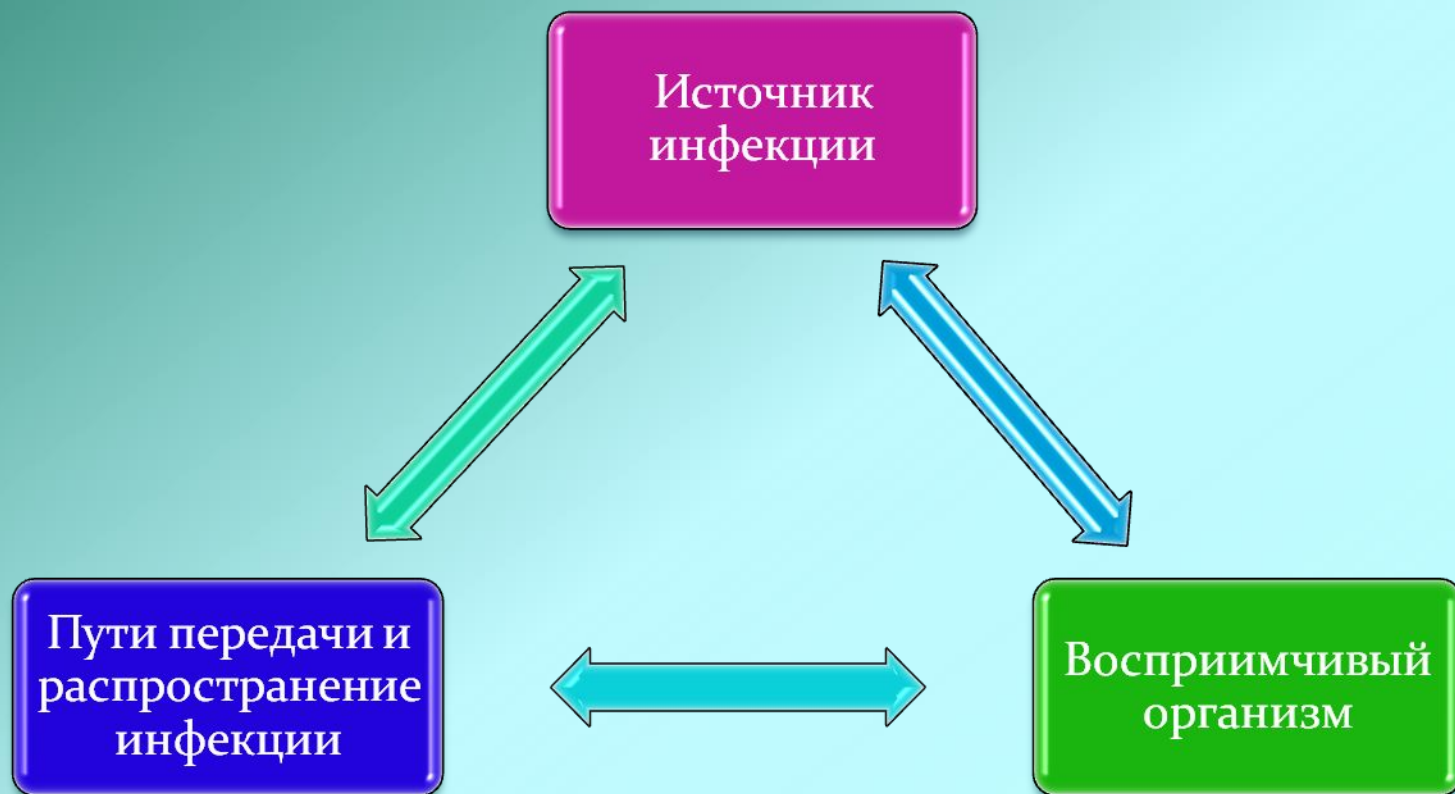 Источник
инфекции
Пути передачи и
распространение
инфекции
Восприимчивый
организм